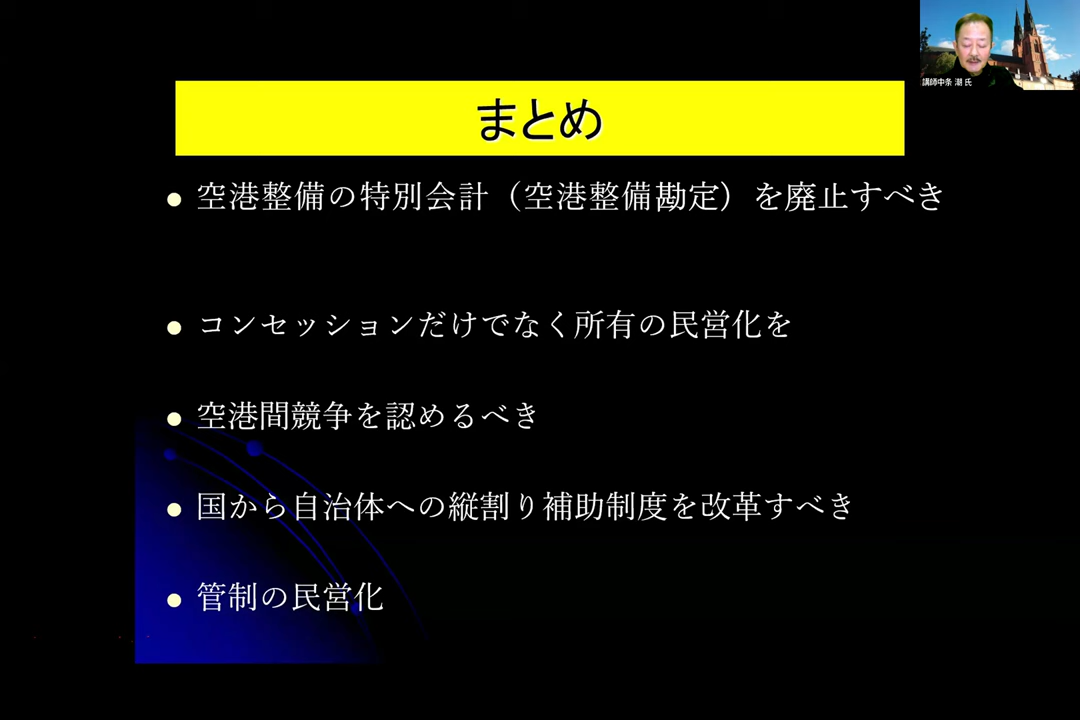 講師中条 潮 氏
まとめ
空港整備の特別会計（空港整備勘定）を廃止すべき
コンセッションだけでなく所有の民営化を
空港間競争を認めるべき
国から自治体への縦割り補助制度を改革すべき
管制の民営化